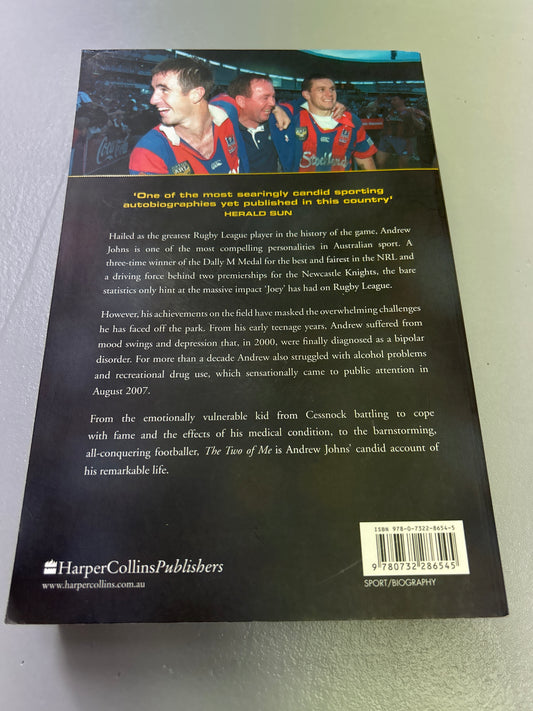 Coca-Cola
Stockland
'One of the most searingly candid sporting
autobiographies yet published in this country'
HERALD SUN
Hailed as the greatest Rugby League player in the history of the game, Andrew
Johns is one of the most compelling personalities in Australian sport. A
three-time winner of the Dally M Medal for the best and fairest in the NRL and
a driving force behind two premierships for the Newcastle Knights, the bare
statistics only hint at the massive impact 'Joey' has had on Rugby League.
However, his achievements on the field have masked the overwhelming challenges
he has faced off the park. From his early teenage years, Andrew suffered from
mood swings and depression that, in 2000, were finally diagnosed as a bipolar
disorder. For more than a decade Andrew also struggled with alcohol problems
and recreational drug use, which sensationally came to public attention in
August 2007.
From the emotionally vulnerable kid from Cessnock battling to cope
with fame and the effects of his medical condition, to the barnstorming,
all-conquering footballer, The Two of Me is Andrew Johns' candid account of
his remarkable life.
ISBN 978-0-7322-8654-5
9 780732 286545
SPORT/BIOGRAPHY
HarperCollinsPublishers
www.harpercollins.com.au